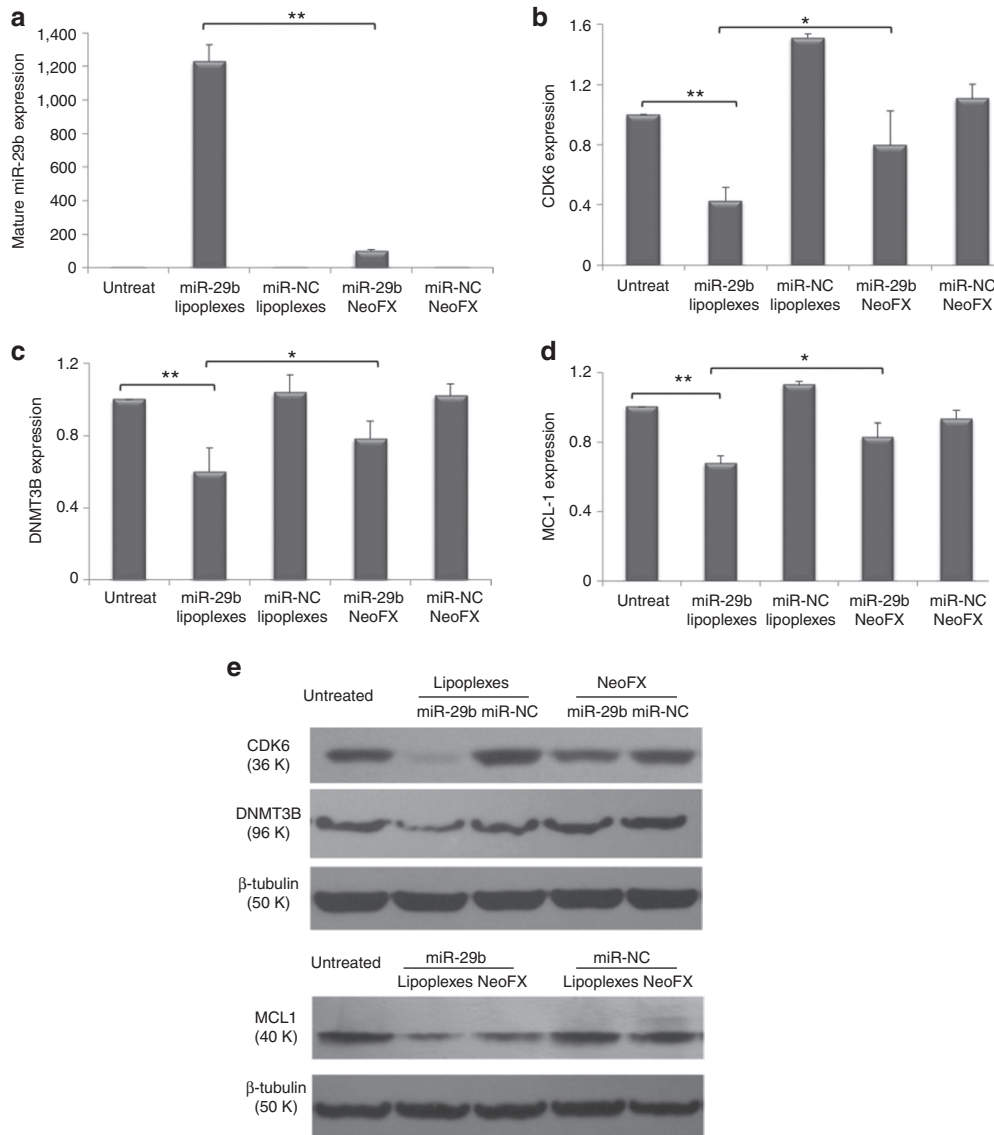 a
**
Mature miR-29b expression
1,400
1,200
1,000
800
600
400
200
0
Untreat
miR-29b
lipoplexes
miR-NC
lipoplexes
miR-29b
NeoFX
miR-NC
NeoFX
b
*
**
CDK6 expression
1.6
1.2
0.8
0.4
0
Untreat
miR-29b
lipoplexes
miR-NC
lipoplexes
miR-29b
NeoFX
miR-NC
NeoFX
c
*
**
DNMT3B expression
1.2
0.8
0.4
0
Untreat
miR-29b
lipoplexes
miR-NC
lipoplexes
miR-29b
NeoFX
miR-NC
NeoFX
d
*
**
MCL-1 expression
1.2
0.8
0.4
0
Untreat
miR-29b
lipoplexes
miR-NC
lipoplexes
miR-29b
NeoFX
miR-NC
NeoFX
e
Untreated
Lipoplexes
NeoFX
miR-29b miR-NC
miR-29b miR-NC
CDK6
(36 K)
DNMT3B
(96 K)
β-tubulin
(50 K)
Untreated
miR-29b
miR-NC
Lipoplexes NeoFX
Lipoplexes NeoFX
MCL1
(40 K)
β-tubulin
(50 K)